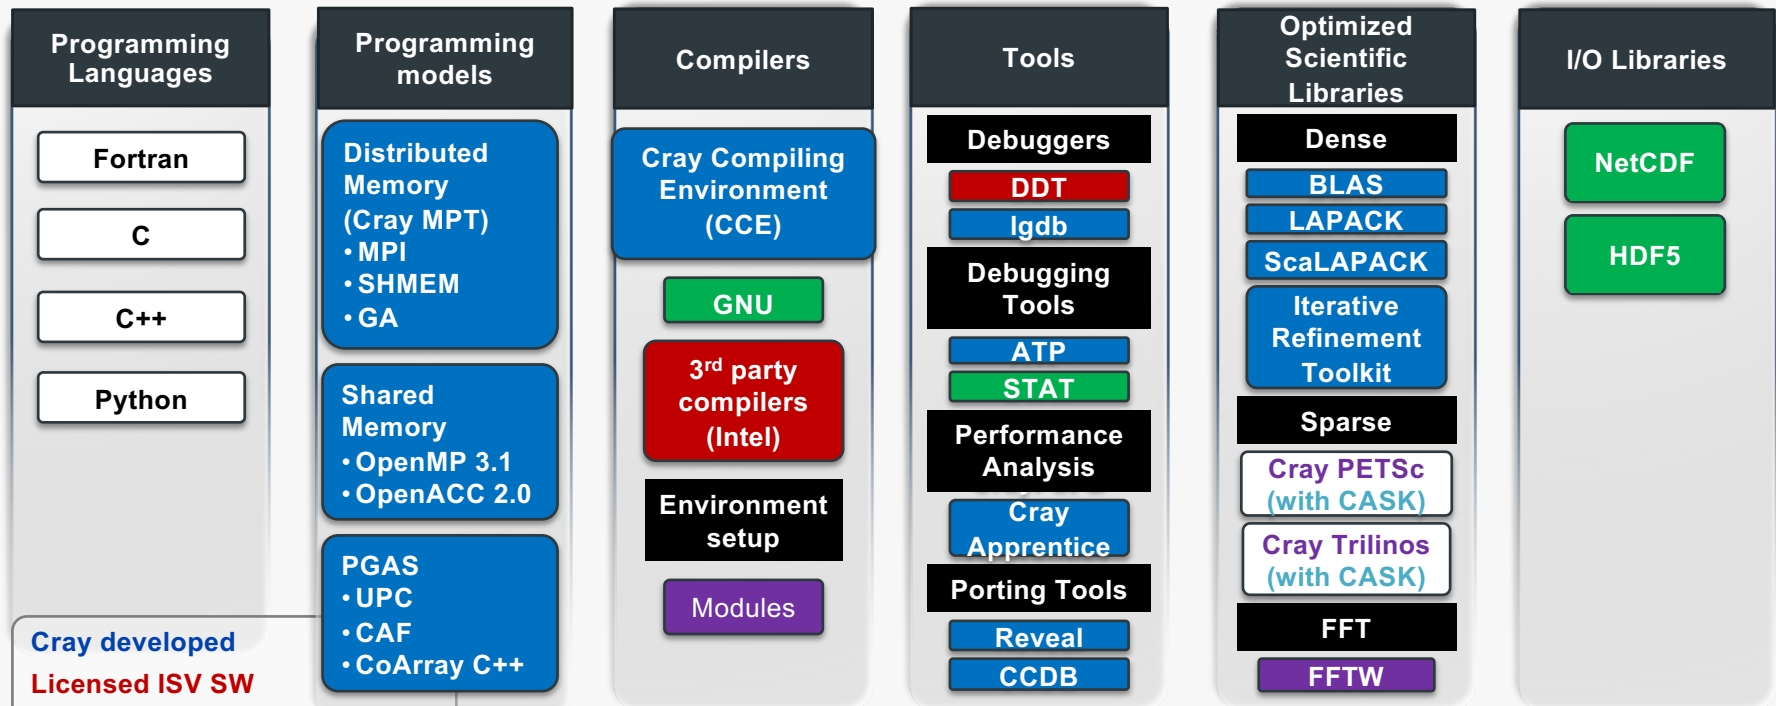 Programming
Languages
Fortran
C
C++
Python
Cray developed
Licensed ISV SW
Programming
models
Distributed
Memory
(Cray MPT)
• MPI
• SHMEM
• GA
Shared
Memory
• OpenMP 3.1
• OpenACC 2.0
PGAS
• UPC
• CAF
• CoArray C++
Compilers
Cray Compiling
Environment
(CCE)
GNU
3rd party
compilers
(Intel)
Environment
setup
Modules
Tools
Debuggers
DDT
lgdb
Debugging
Tools
ATP
STAT
Performance
Analysis
Cray
Apprentice
Porting Tools
Reveal
CCDB
Optimized
Scientific
Libraries
Dense
BLAS
LAPACK
ScaLAPACK
Iterative
Refinement
Toolkit
Sparse
Cray PETSc
(with CASK)
Cray Trilinos
(with CASK)
FFT
FFTW
I/O Libraries
NetCDF
HDF5